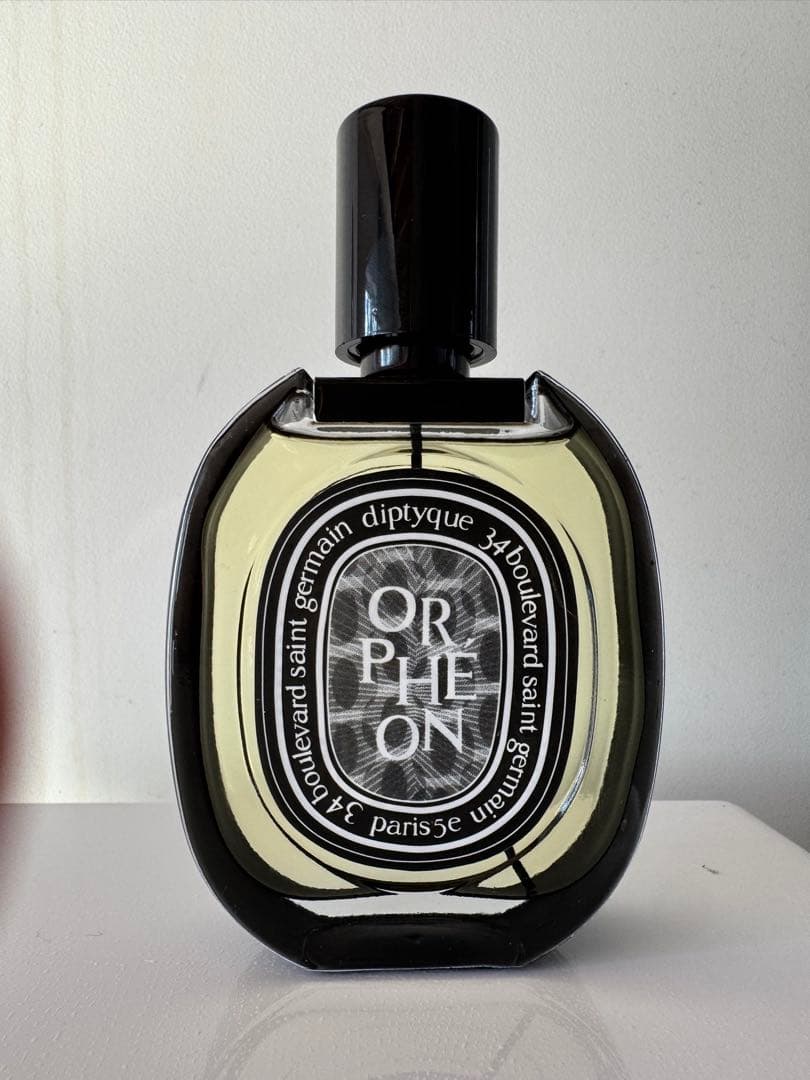 diptyque
34 boulevard saint germain
paris 5e
34 boulevard saint germain
OR
PHÉ
ON